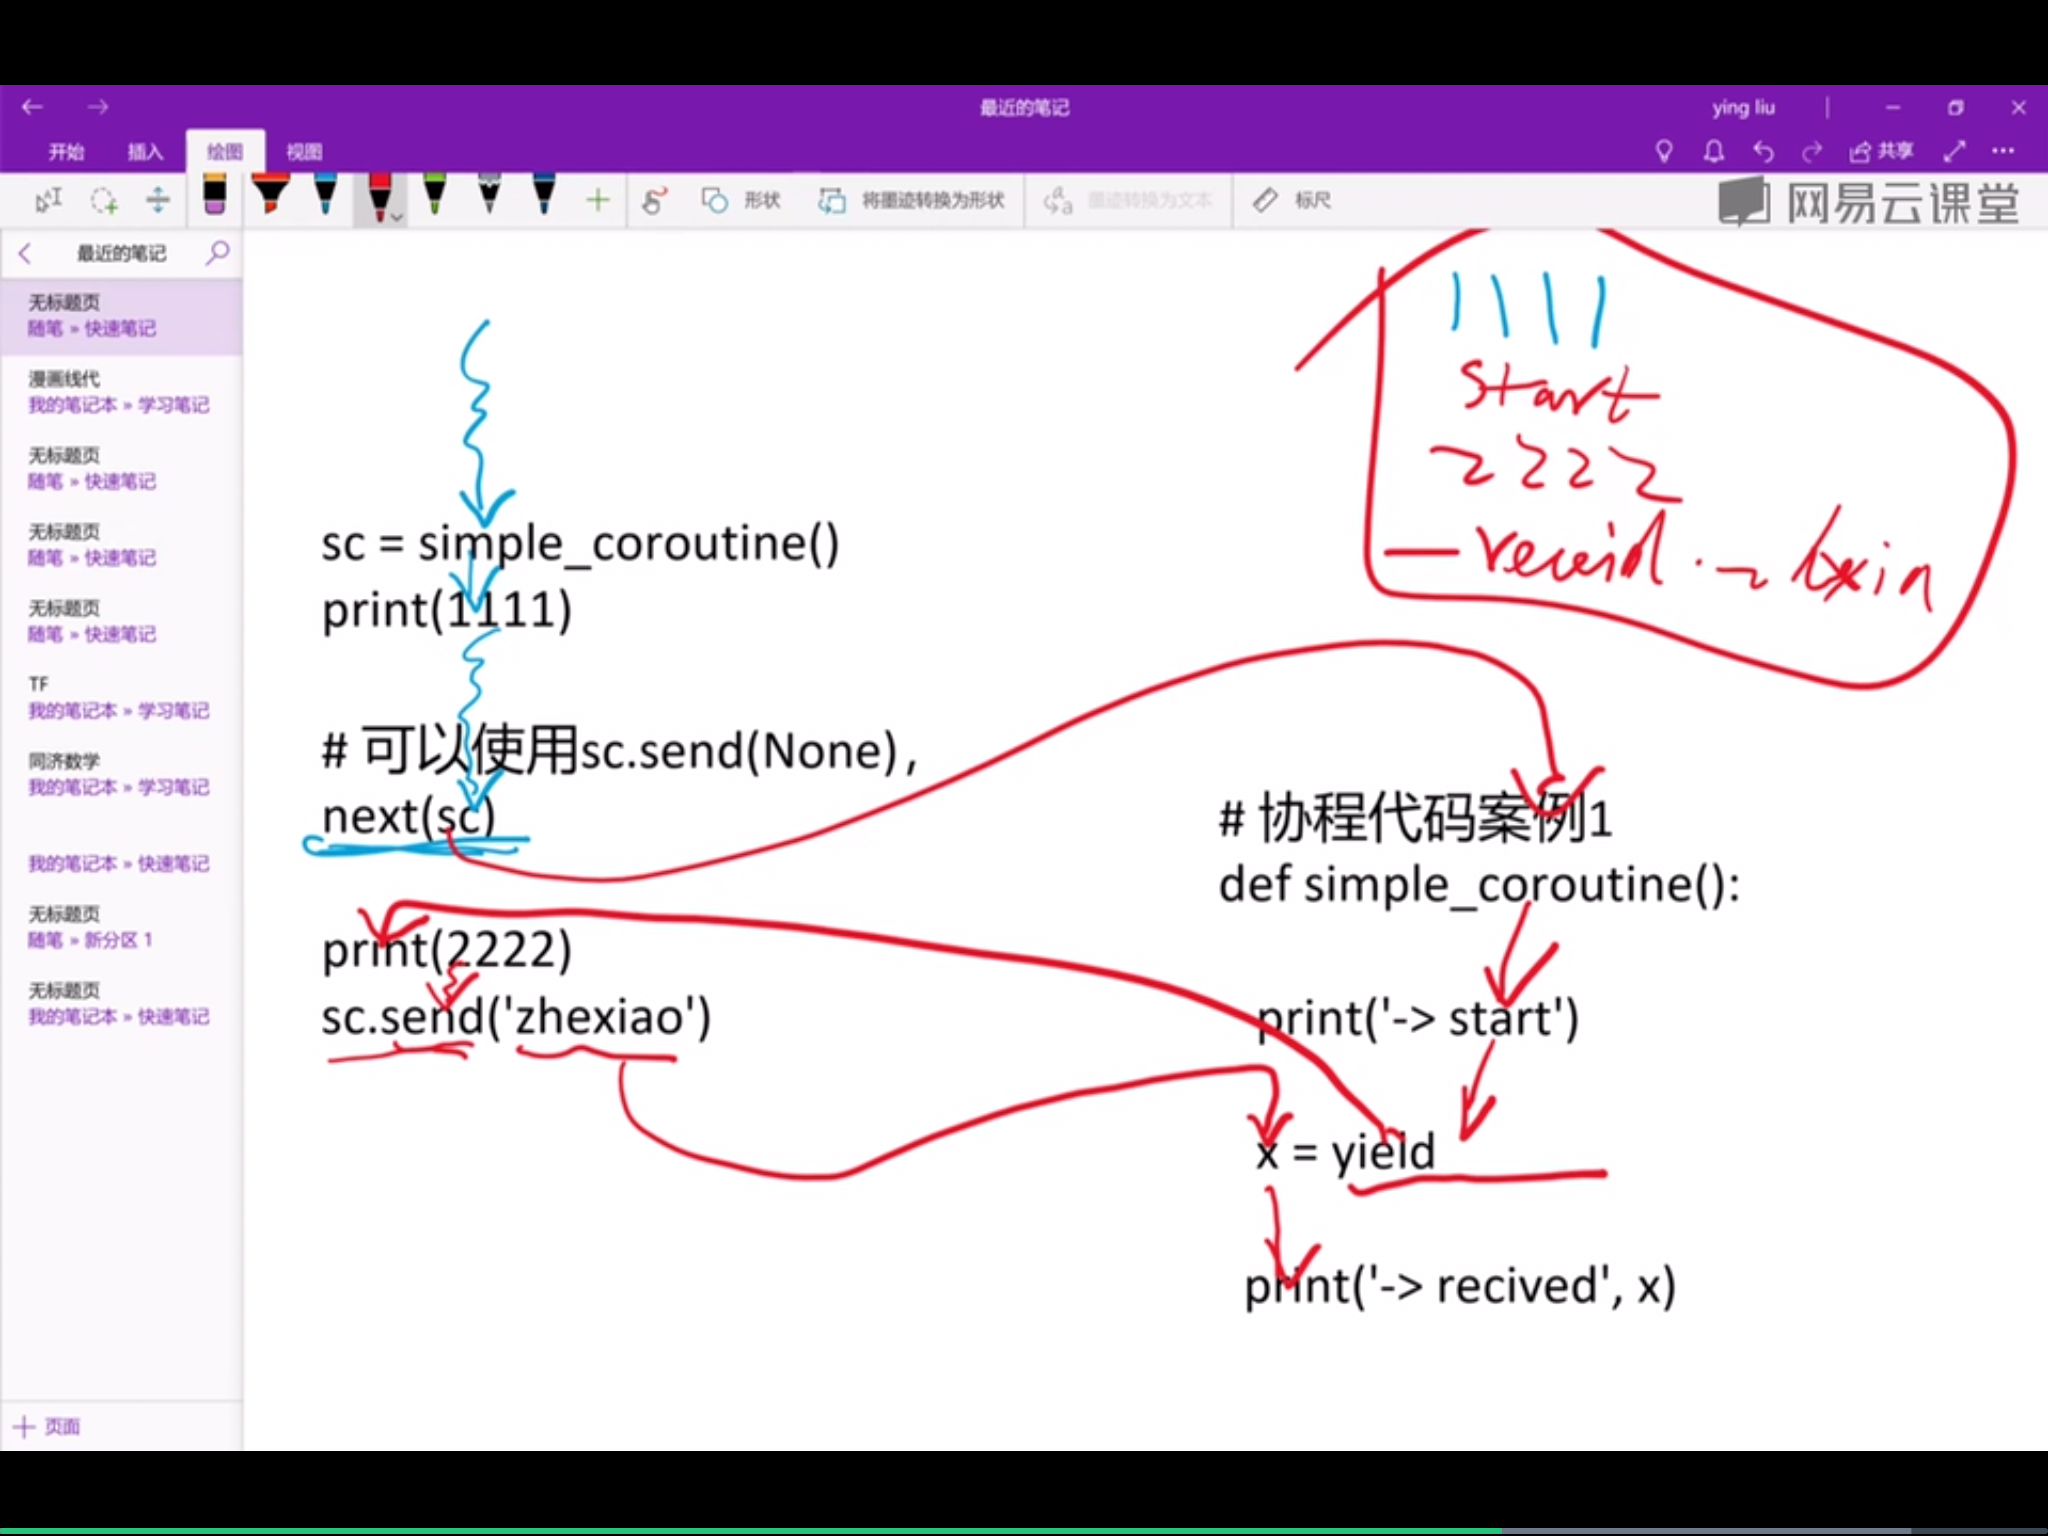 最近的笔记
ying liu
开始 插入 绘图 视图
共享
形状 将墨迹转换为形状 墨迹转换为文本 标尺
网易云课堂
最近的笔记
无标题页
随笔 » 快速笔记
漫画线代
我的笔记本 » 学习笔记
无标题页
随笔 » 快速笔记
无标题页
随笔 » 快速笔记
无标题页
随笔 » 快速笔记
TF
我的笔记本 » 学习笔记
同济数学
我的笔记本 » 学习笔记
我的笔记本 » 快速笔记
无标题页
随笔 » 新分区 1
无标题页
我的笔记本 » 快速笔记
页面
sc = simple_coroutine()
print(1111)
# 可以使用sc.send(None),
next(sc)
print(2222)
sc.send('zhexiao')
1111
start
2222
# 协程代码案例1
def simple_coroutine():
print('-> start')
x = yield
print('-> recived', x)